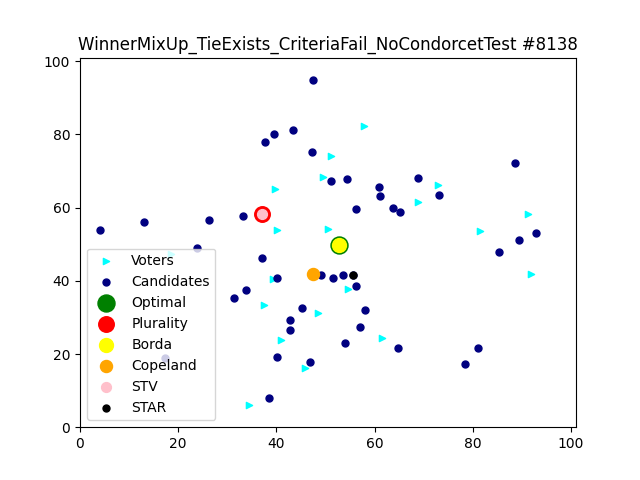 WinnerMixUp_TieExists_CriteriaFail_NoCondorcetTest #8138
100
80
60
40
20
0
Voters
Candidates
Optimal
Plurality
Borda
Copeland
STV
STAR
0 20 40 60 80 100